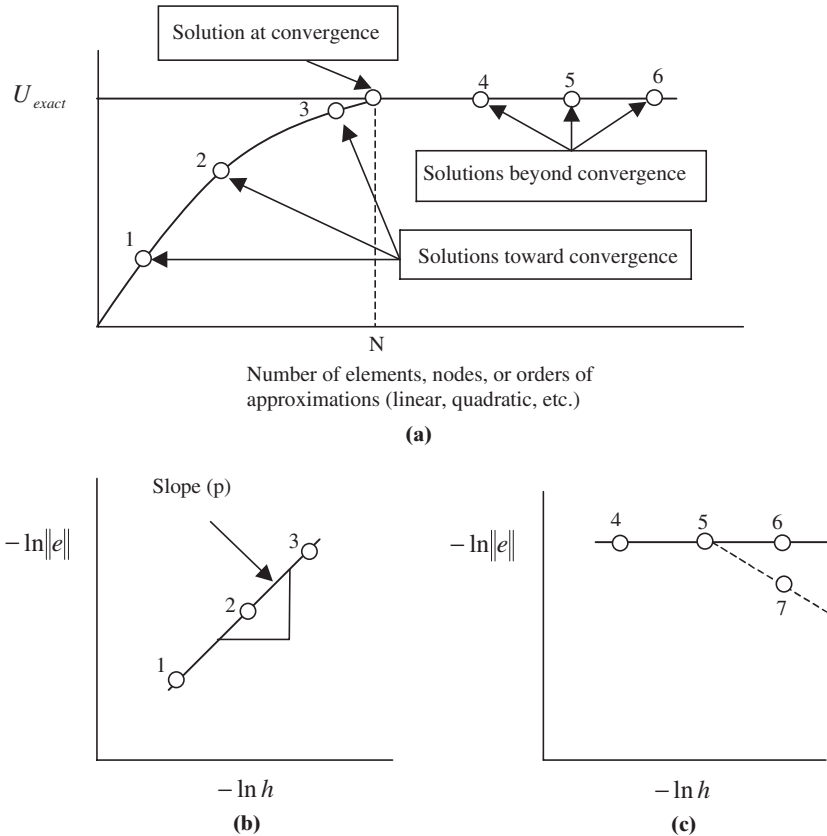 Solution at convergence
U exact
1
2
3
4
5
6
Solutions beyond convergence
Solutions toward convergence
N
Number of elements, nodes, or orders of
approximations (linear, quadratic, etc.)
(a)
Slope (p)
− ln||e||
1
2
3
− ln h
(b)
− ln||e||
4
5
6
7
− ln h
(c)